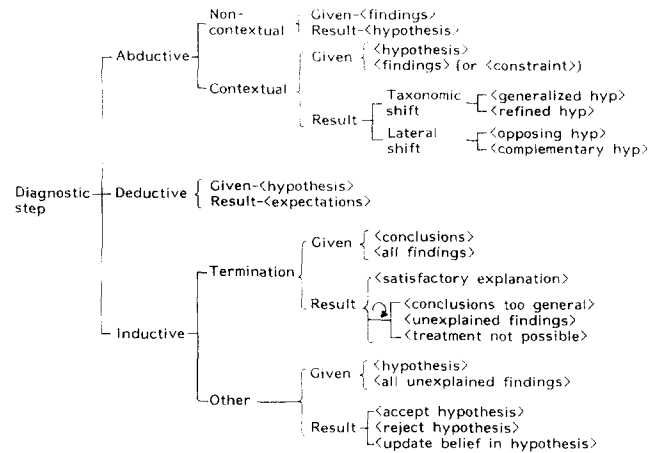 Non-
contextual
Given-<findings>
Result-<hypothesis>
Abductive
Contextual
Given
<hypothesis>
<findings> (or <constraint>)
Result
Taxonomic
shift
<generalized hyp>
<refined hyp>
Lateral
shift
<opposing hyp>
<complementary hyp>
Diagnostic
step
Deductive
Given-<hypothesis>
Result-<expectations>
Inductive
Termination
Given
<conclusions>
<all findings>
Result
<satisfactory explanation>
<conclusions too general>
<unexplained findings>
<treatment not possible>
Other
Given
<hypothesis>
<all unexplained findings>
Result
<accept hypothesis>
<reject hypothesis>
<update belief in hypothesis>